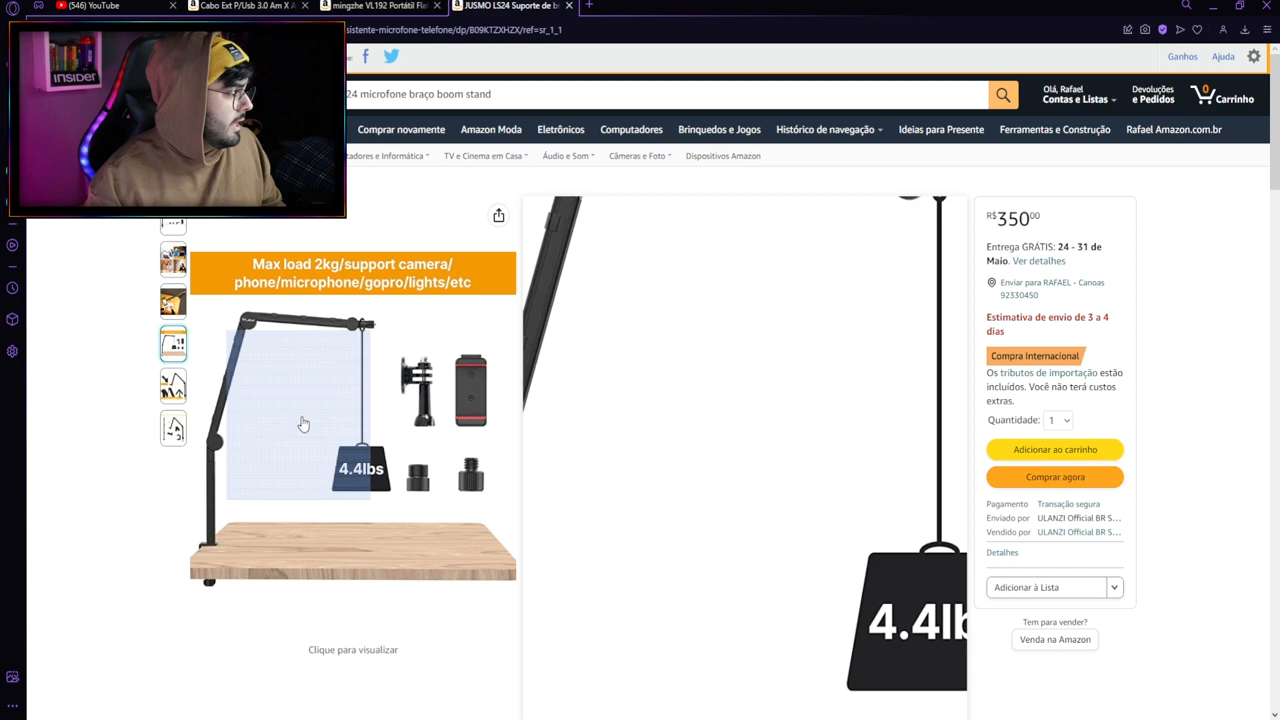 (546) YouTube
Cabo Ext P/Usb 3.0 Am X A
mingzhe VL192 Portátil Fla
JUSMO LS24 Suporte de b
sistente-microfone-telefone/dp/B09KTZXHZX/ref=sr_1_1
INSIDER
Ganhos
Ajuda
24 microfone braço boom stand
Olá, Rafael
Contas e Listas
Devoluções
e Pedidos
0
Carrinho
Comprar novamente
Amazon Moda
Eletrônicos
Computadores
Brinquedos e Jogos
Histórico de navegação
Ideias para Presente
Ferramentas e Construção
Rafael Amazon.com.br
tadores e Informática
TV e Cinema em Casa
Áudio e Som
Câmeras e Foto
Dispositivos Amazon
Max load 2kg/support camera/
phone/microphone/gopro/lights/etc
4.4lbs
Clique para visualizar
4.4lb
R$35000
Entrega GRÁTIS: 24 - 31 de
Maio. Ver detalhes
Enviar para RAFAEL - Canoas
92330450
Estimativa de envio de 3 a 4
dias
Compra Internacional
Os tributos de importação estão
incluídos. Você não terá custos
extras.
Quantidade: 1
Adicionar ao carrinho
Comprar agora
Pagamento Transação segura
Enviado por ULANZI Official BR S...
Vendido por ULANZI Official BR S...
Detalhes
Adicionar à Lista
Tem para vender?
Venda na Amazon